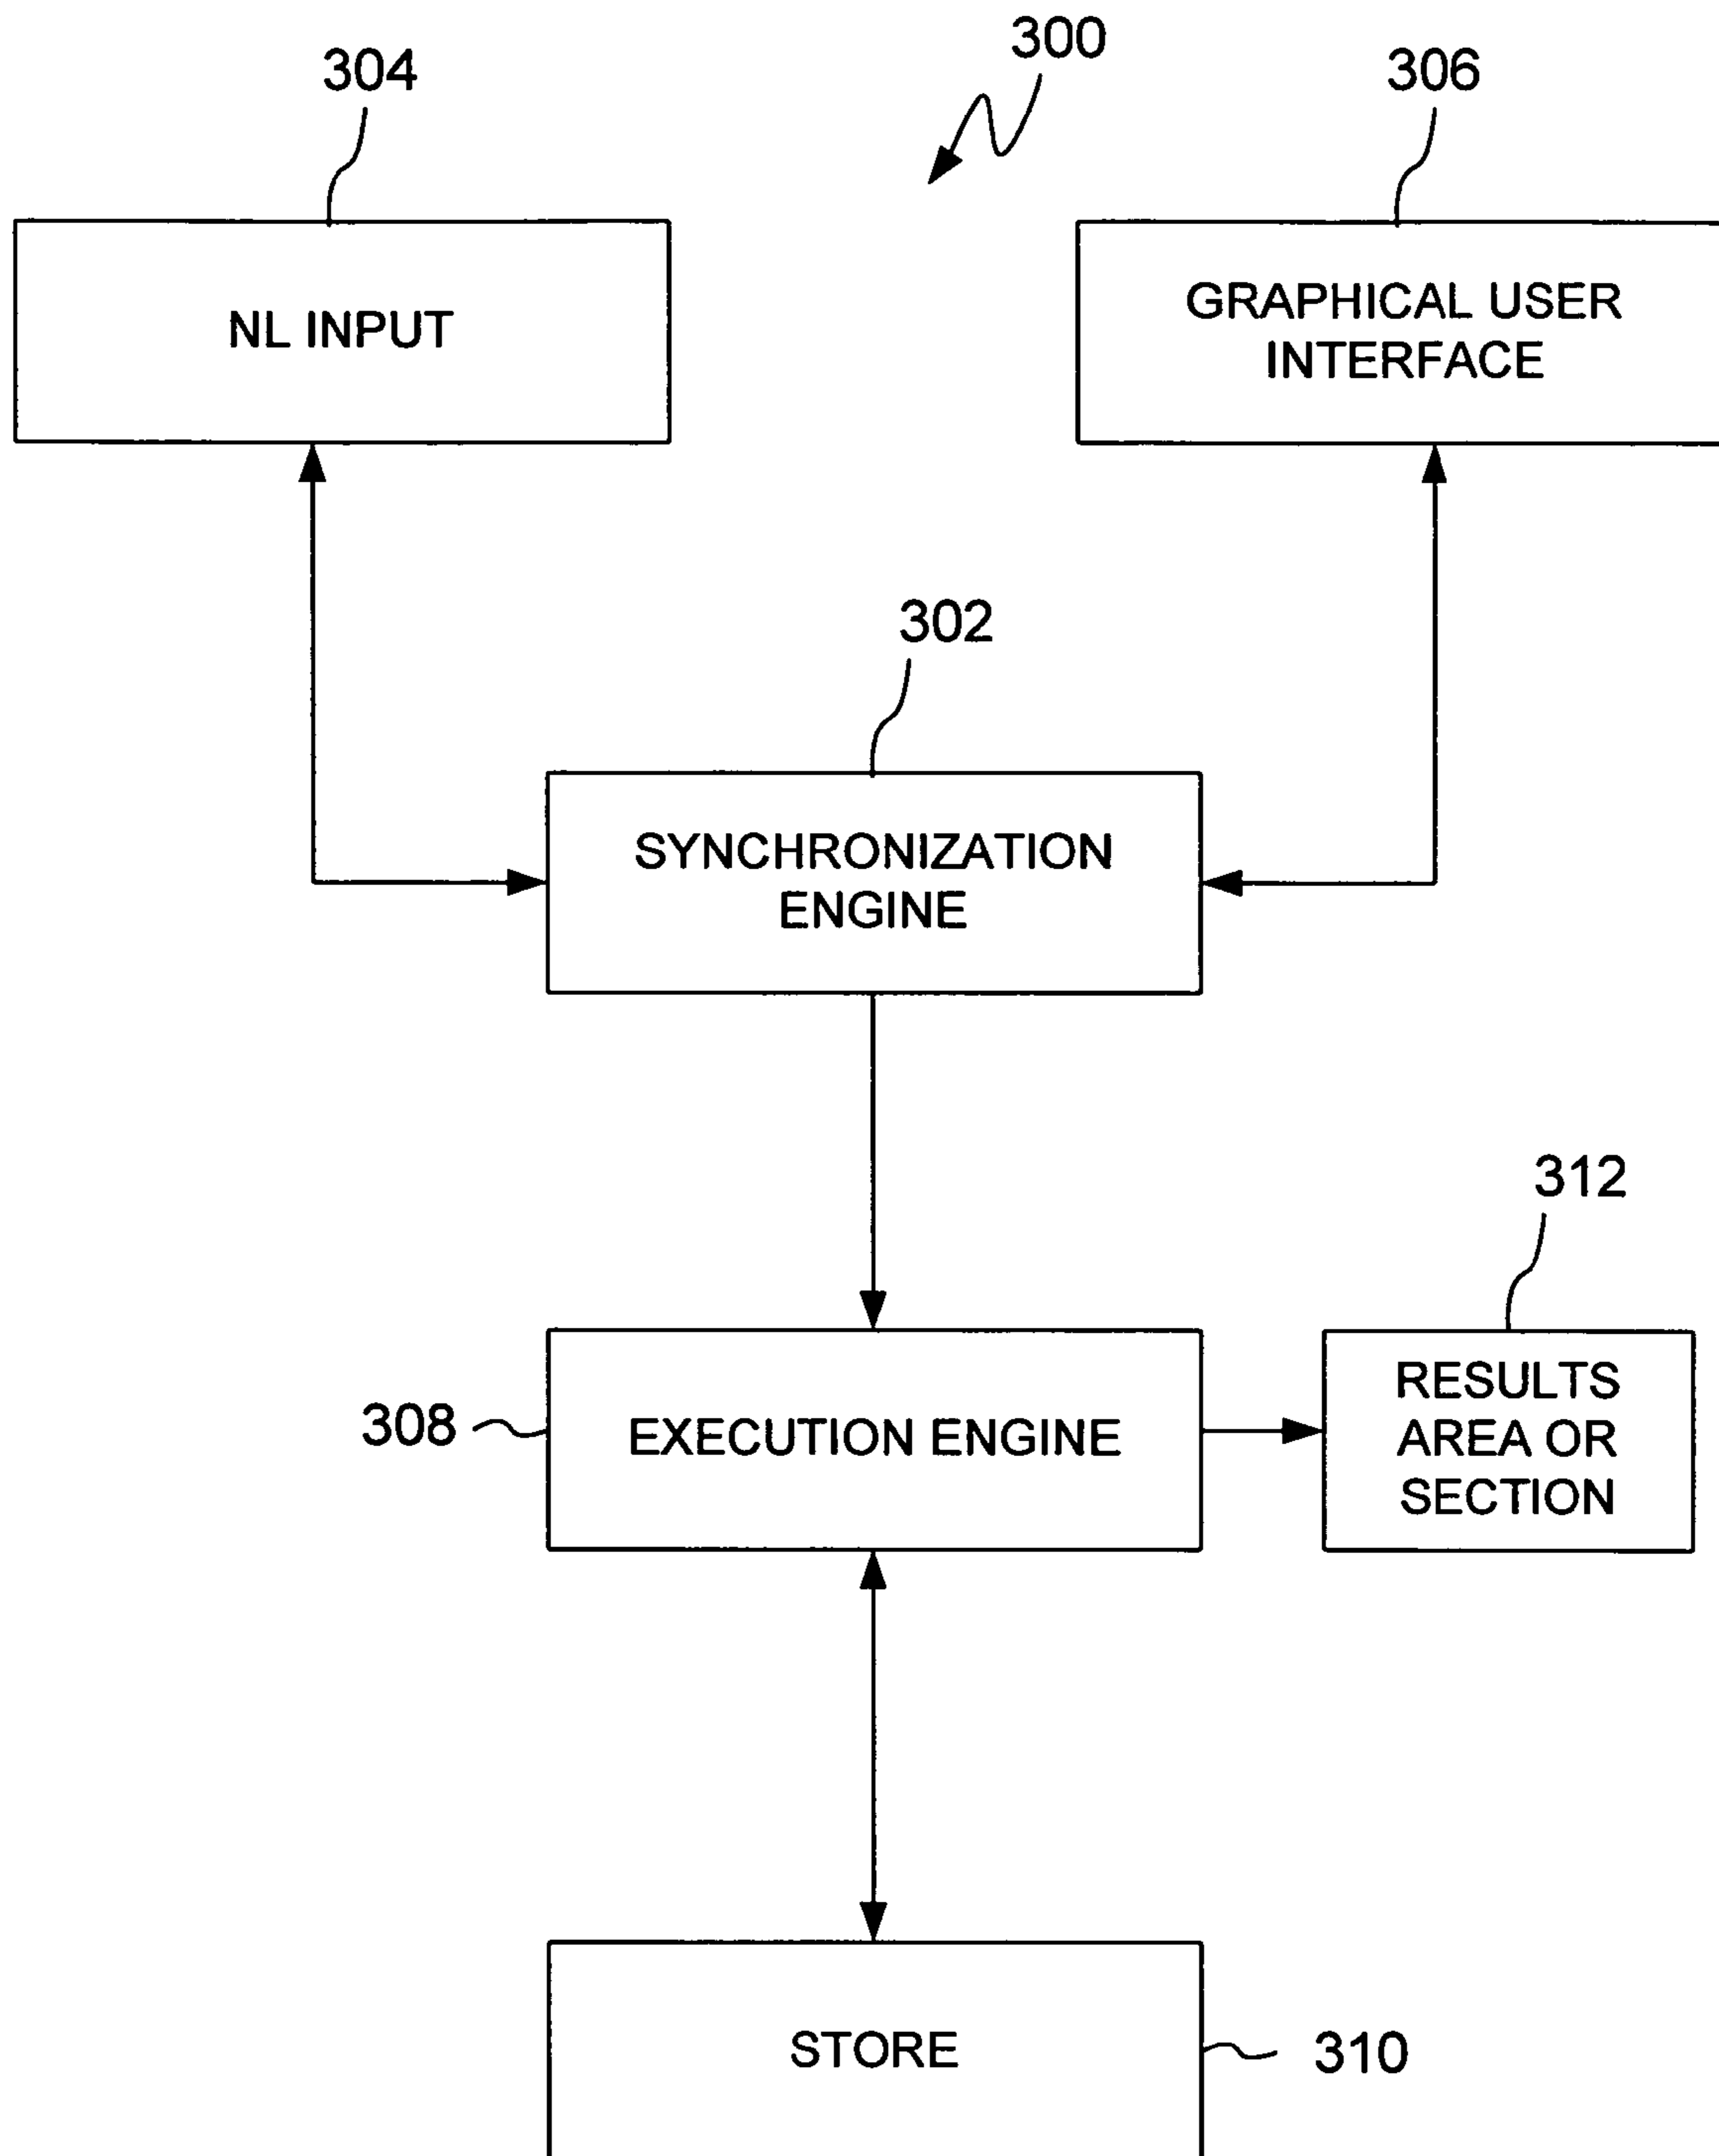 300
304
306
NL INPUT
GRAPHICAL USER
INTERFACE
302
SYNCHRONIZATION
ENGINE
312
308
EXECUTION ENGINE
RESULTS
AREA OR
SECTION
STORE
310